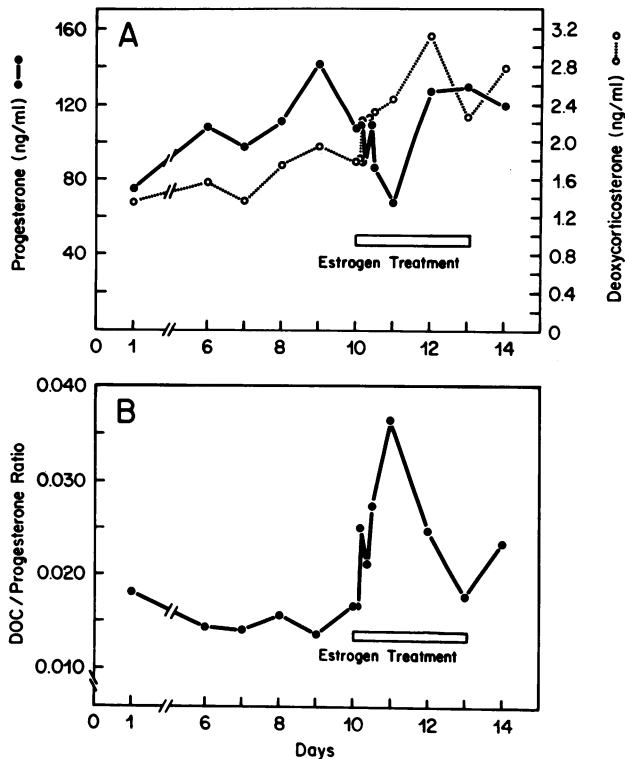 A
Progesterone (ng/ml)
160
120
80
40
3.2
2.8
2.4
2.0
1.6
1.2
0.8
0.4
0
Deoxycorticosterone (ng/ml)
Estrogen Treatment
0 1 6 8 10 12 14
B
DOC/Progesterone Ratio
0.040
0.030
0.020
0.010
Estrogen Treatment
0 1 6 8 10 12 14
Days